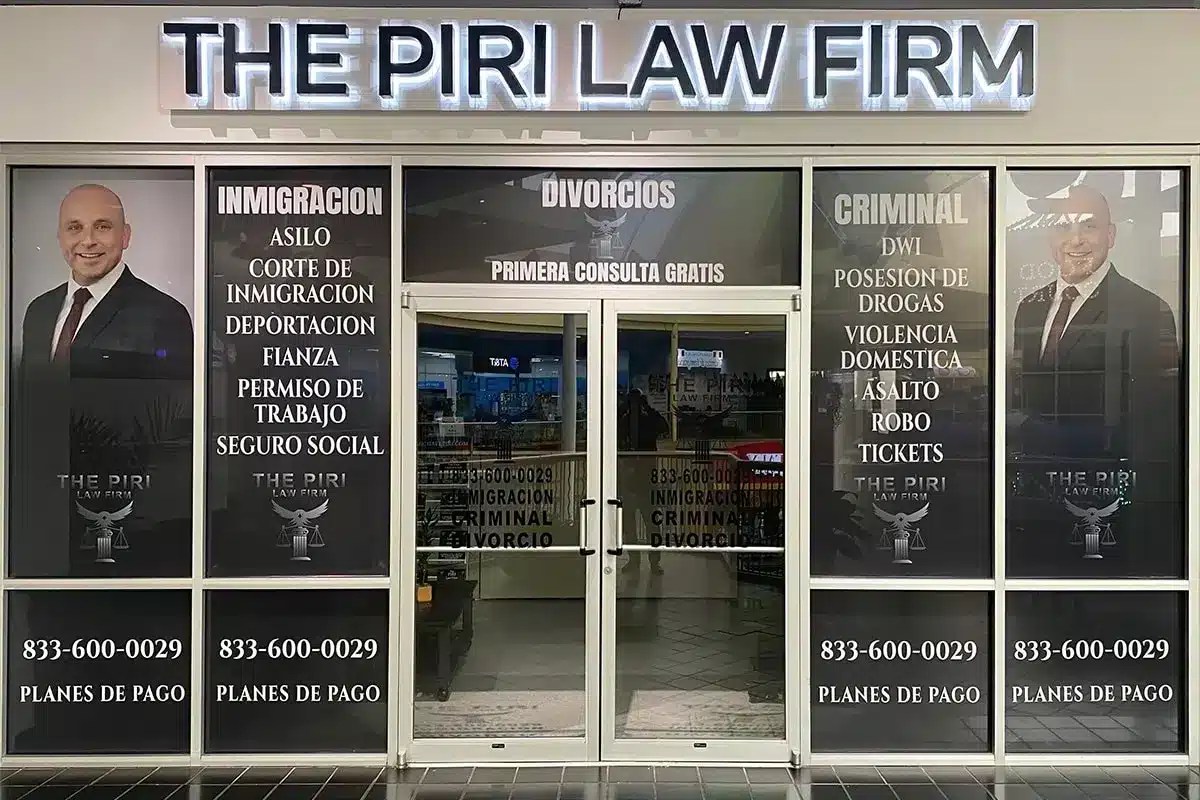 THE PIRI LAW FIRM
THE PIRI
LAW FIRM
833-600-0029
PLANES DE PAGO
INMIGRACION
ASILO
CORTE DE
INMIGRACION
DEPORTACION
FIANZA
PERMISO DE
TRABAJO
SEGURO SOCIAL
THE PIRI
LAW FIRM
833-600-0029
PLANES DE PAGO
DIVORCIOS
PRIMERA CONSULTA GRATIS
833-600-0029
INMIGRACION
CRIMINAL
DIVORCIO
THE PIRI
LAW FIRM
833-600-0029
INMIGRACION
CRIMINAL
DIVORCIO
CRIMINAL
DWI
POSESION DE
DROGAS
VIOLENCIA
DOMESTICA
ASALTO
ROBO
TICKETS
THE PIRI
LAW FIRM
833-600-0029
PLANES DE PAGO
THE PIRI
LAW FIRM
833-600-0029
PLANES DE PAGO